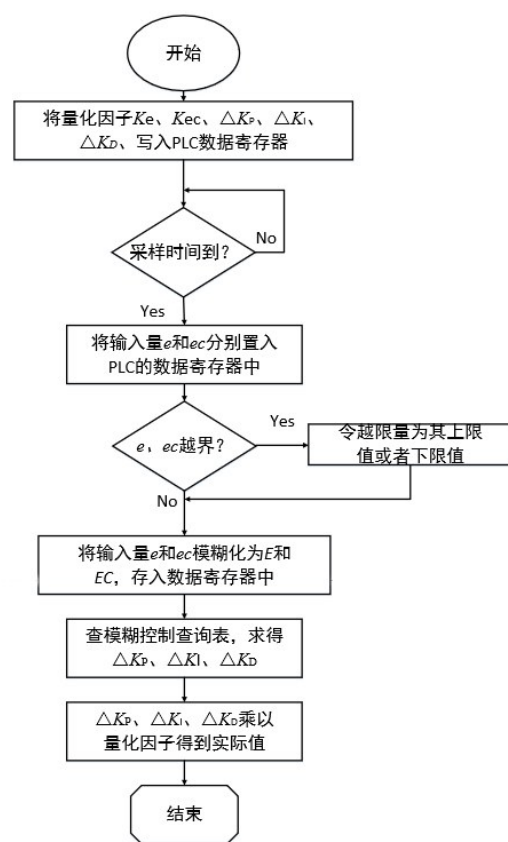 开始
将量化因子Ke、Kec、△KP、△KI、
△KD、写入PLC数据寄存器
采样时间到？
No
Yes
将输入量e和ec分别置入
PLC的数据寄存器中
e、ec越界？
Yes
令越限量为其上限
值或者下限值
No
将输入量e和ec模糊化为E和
EC，存入数据寄存器中
查模糊控制查询表，求得
△KP、△KI、△KD
△KP、△KI、△KD乘以
量化因子得到实际值
结束